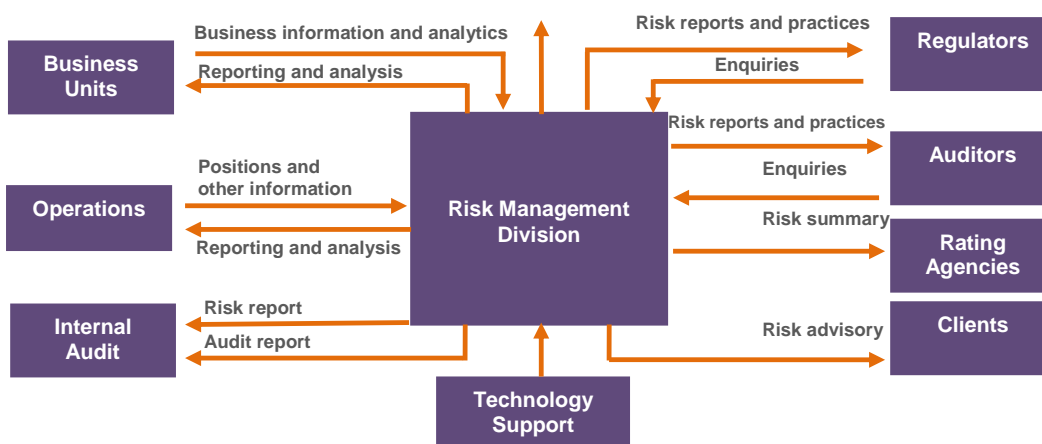 Business information and analytics
Reporting and analysis
Business
Units
Risk reports and practices
Enquiries
Regulators
Risk reports and practices
Enquiries
Auditors
Positions and
other information
Operations
Reporting and analysis
Risk Management
Division
Risk summary
Rating
Agencies
Risk report
Audit report
Internal
Audit
Risk advisory
Clients
Technology
Support